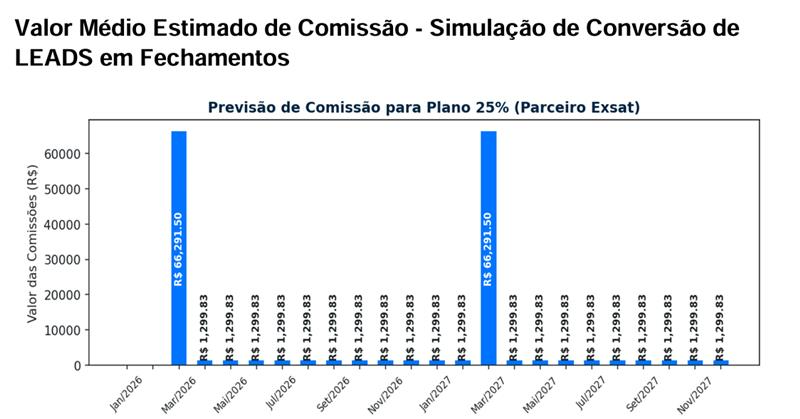 Valor Médio Estimado de Comissão - Simulação de Conversão de
LEADS em Fechamentos
Previsão de Comissão para Plano 25% (Parceiro Exsat)
Valor das Comissões (R$)
60000
50000
40000
30000
20000
10000
0
R$ 66,291.50
R$ 1,299.83
R$ 1,299.83
R$ 1,299.83
R$ 1,299.83
R$ 1,299.83
R$ 1,299.83
R$ 1,299.83
R$ 1,299.83
R$ 1,299.83
R$ 1,299.83
R$ 1,299.83
R$ 66,291.50
R$ 1,299.83
R$ 1,299.83
R$ 1,299.83
R$ 1,299.83
R$ 1,299.83
R$ 1,299.83
R$ 1,299.83
R$ 1,299.83
R$ 1,299.83
Jan/2026
Mar/2026
Mai/2026
Jul/2026
Set/2026
Nov/2026
Jan/2027
Mar/2027
Mai/2027
Jul/2027
Set/2027
Nov/2027